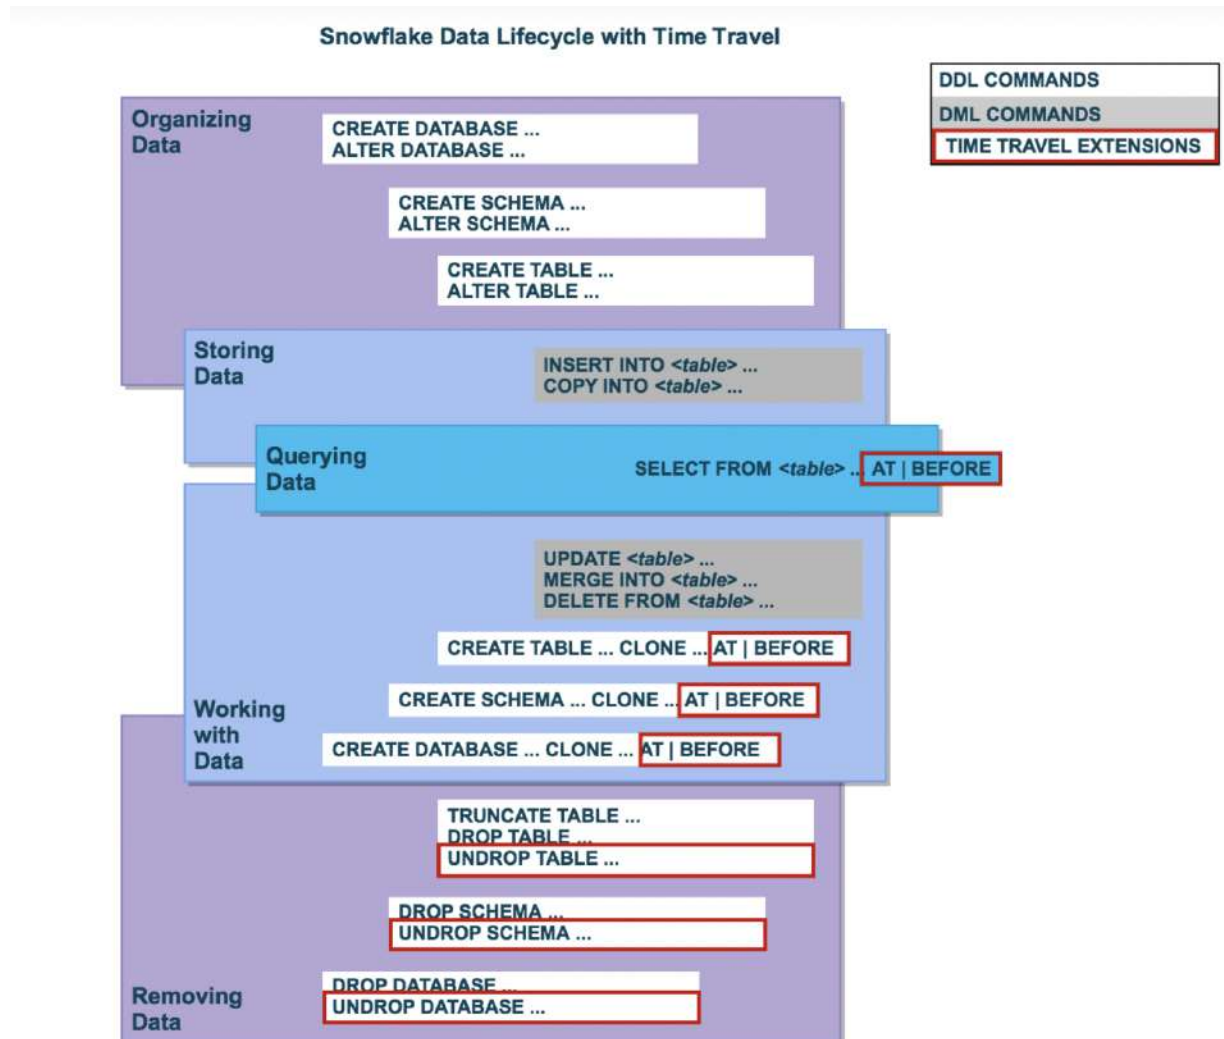 Snowflake Data Lifecycle with Time Travel
DDL COMMANDS
DML COMMANDS
TIME TRAVEL EXTENSIONS
Organizing
Data
CREATE DATABASE ...
ALTER DATABASE ...
CREATE SCHEMA ...
ALTER SCHEMA ...
CREATE TABLE ...
ALTER TABLE ...
Storing
Data
INSERT INTO <table> ...
COPY INTO <table> ...
Querying
Data
SELECT FROM <table> ... AT | BEFORE
UPDATE <table> ...
MERGE INTO <table> ...
DELETE FROM <table> ...
CREATE TABLE ... CLONE ... AT | BEFORE
CREATE SCHEMA ... CLONE ... AT | BEFORE
CREATE DATABASE ... CLONE ... AT | BEFORE
Working
with
Data
TRUNCATE TABLE ...
DROP TABLE ...
UNDROP TABLE ...
DROP SCHEMA ...
UNDROP SCHEMA ...
DROP DATABASE ...
UNDROP DATABASE ...
Removing
Data